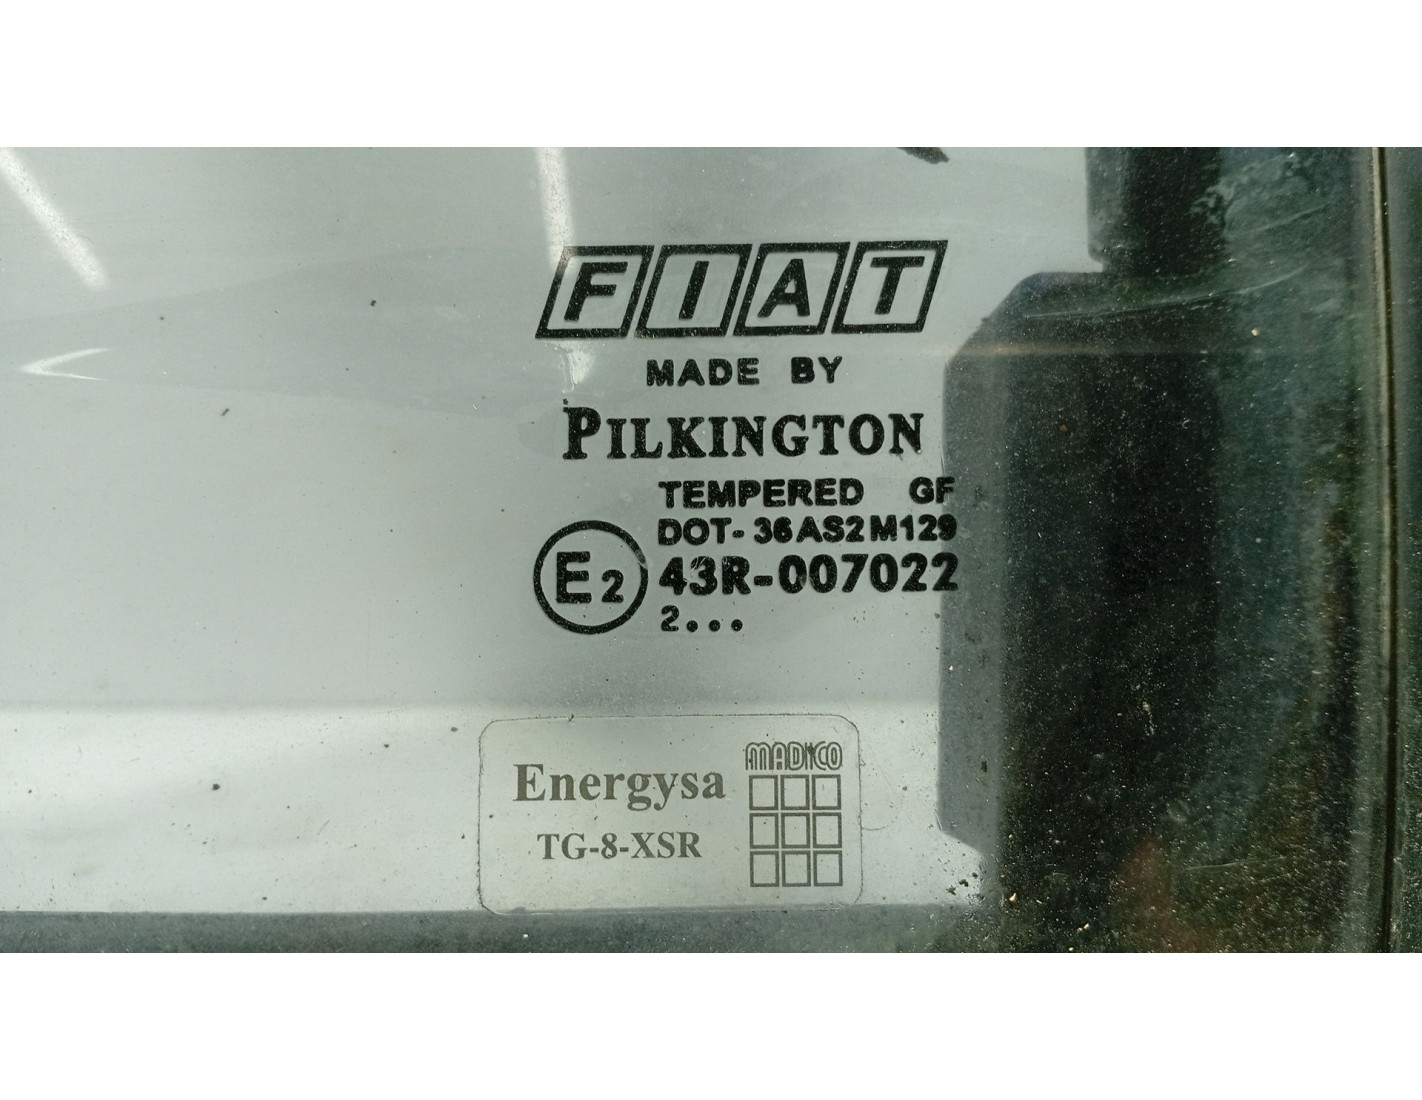 FIAT
MADE BY
PILKINGTON
TEMPERED GF
DOT-36AS2M129
E2 43R-007022
2...
Energysa
TG-8-XSR
MADICO